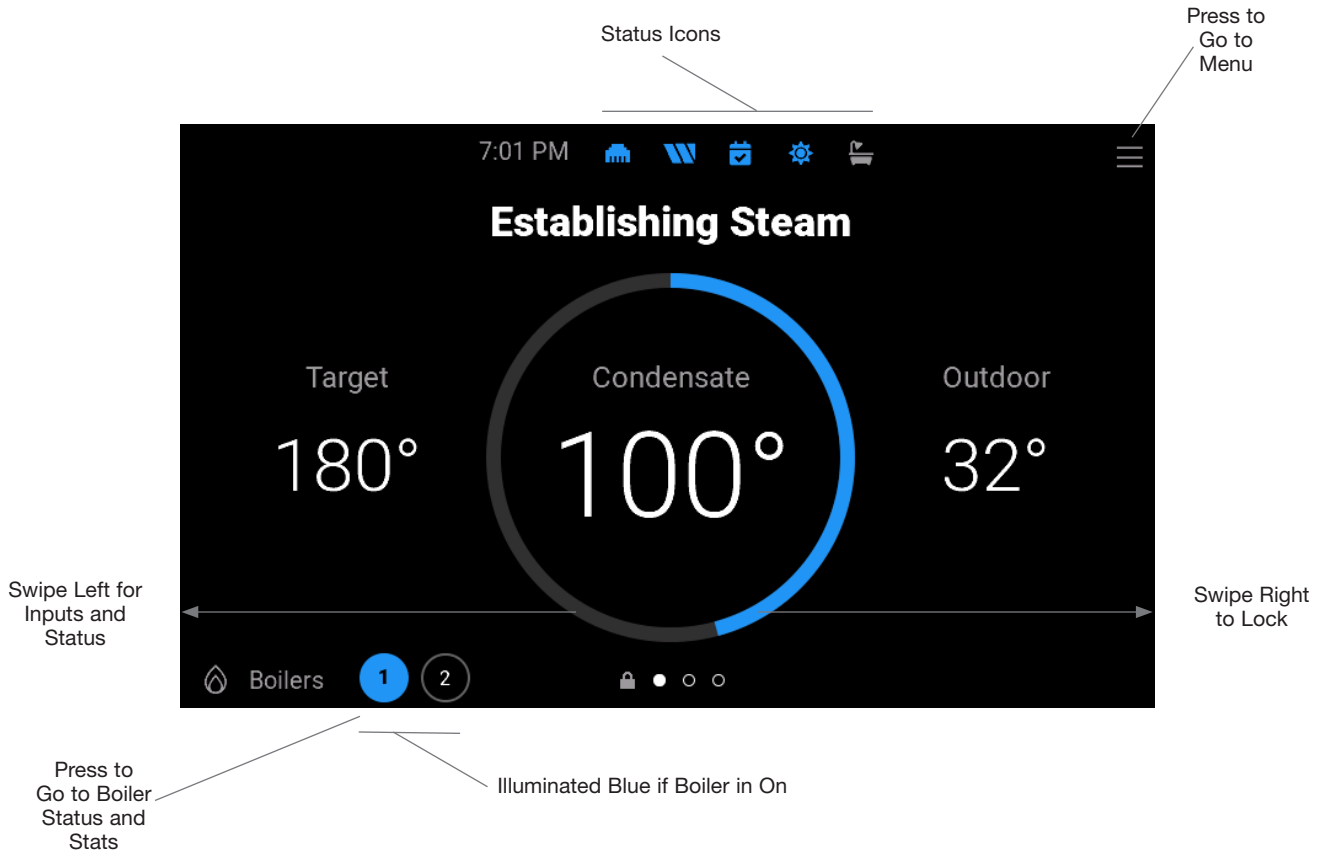 Status Icons
Press to
Go to
Menu
7:01 PM
Establishing Steam
Target
Condensate
Outdoor
180°
100°
32°
Swipe Left for
Inputs and
Status
Swipe Right
to Lock
Boilers
1
2
Press to
Go to Boiler
Status and
Stats
Illuminated Blue if Boiler in On